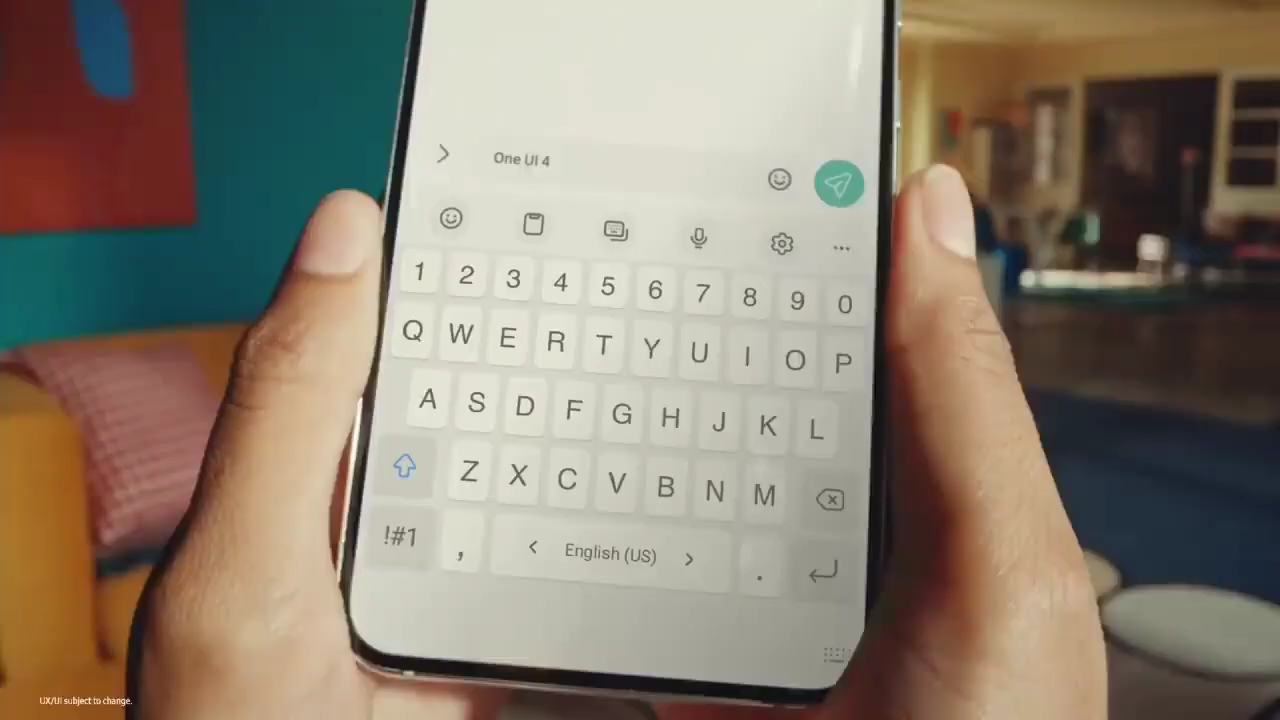 One UI 4
1 2 3 4 5 6 7 8 9 0
Q W E R T Y U I O P
A S D F G H J K L
Z X C V B N M
!#1 , < English (US) > .
UX/UI subject to change.